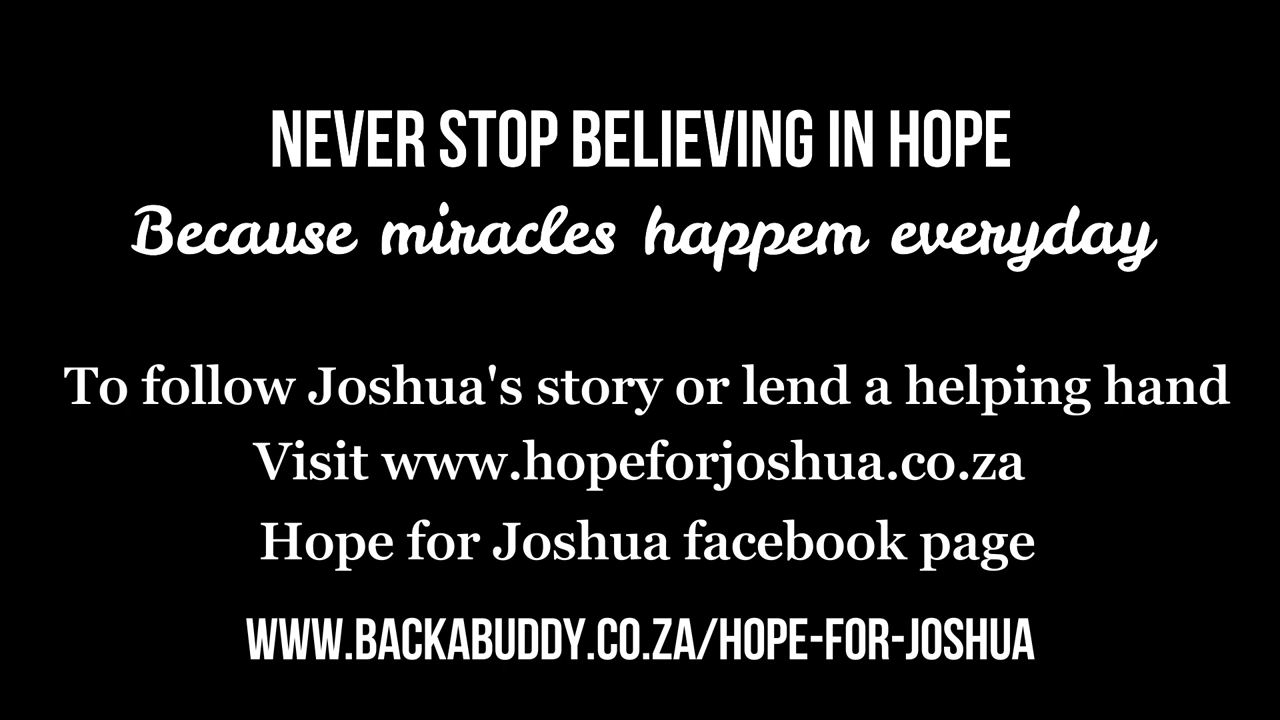 NEVER STOP BELIEVING IN HOPE
Because miracles happem everyday
To follow Joshua's story or lend a helping hand
Visit www.hopeforjoshua.co.za
Hope for Joshua facebook page
WWW.BACKABUDDY.CO.ZA/HOPE-FOR-JOSHUA